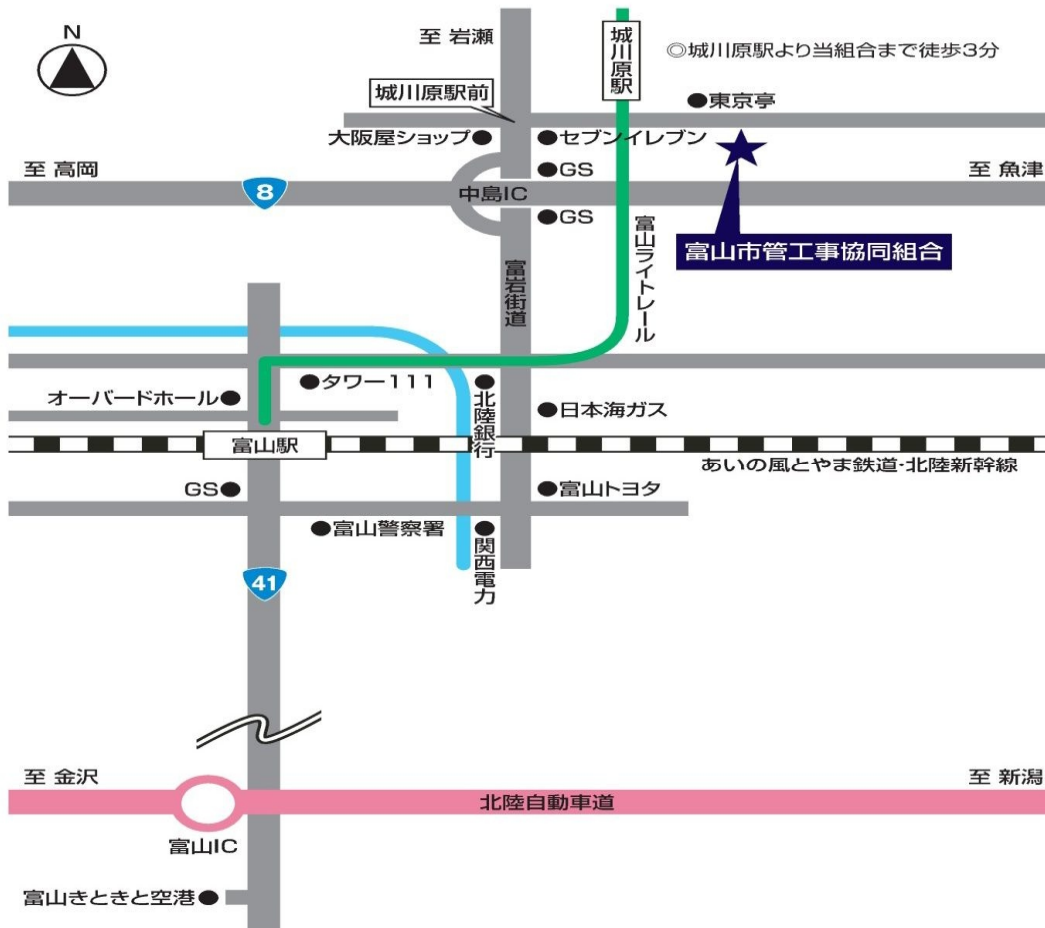 N
至 岩瀬
城川原駅
◎城川原駅より当組合まで徒歩3分
城川原駅前
●東京亭
大阪屋ショップ●
●セブンイレブン
至 高岡
●GS
至 魚津
8
中島IC
●GS
富山市管工事協同組合
富岩街道
富山ライトレール
オーバードホール●
●タワー111
●北陸銀行
●日本海ガス
富山駅
あいの風とやま鉄道・北陸新幹線
GS●
●富山トヨタ
●富山警察署
●関西電力
41
至 金沢
至 新潟
北陸自動車道
富山IC
富山きときと空港●